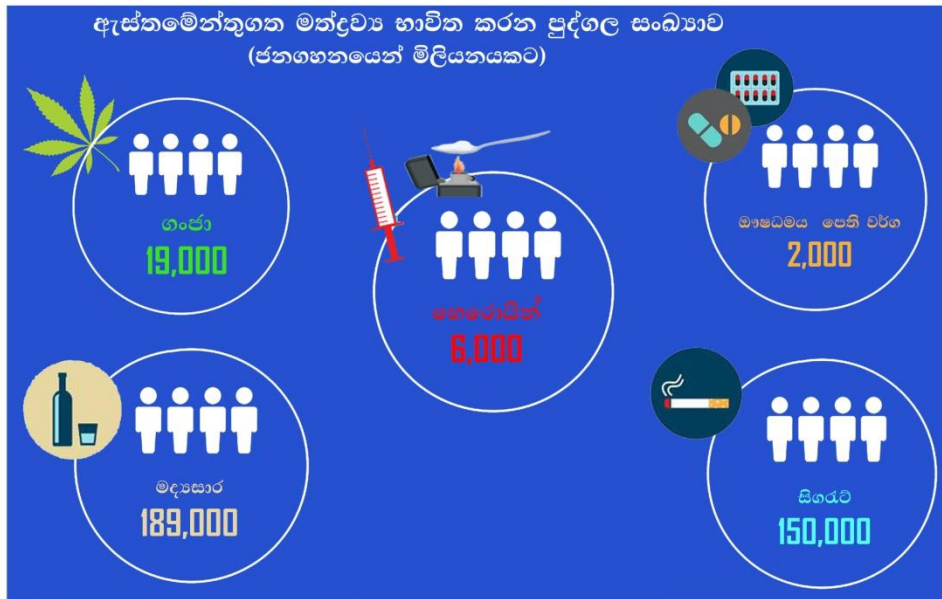 ඇස්තමේන්තුගත මත්ද්‍රව්‍ය භාවිත කරන පුද්ගල සංඛ්‍යාව
(ජනගහනයෙන් මිලියනයකට)
ගංජා
19,000
හෙරොයින්
6,000
ඖෂධමය පෙති වර්ග
2,000
මද්‍යසාර
189,000
සිගරැට්
150,000